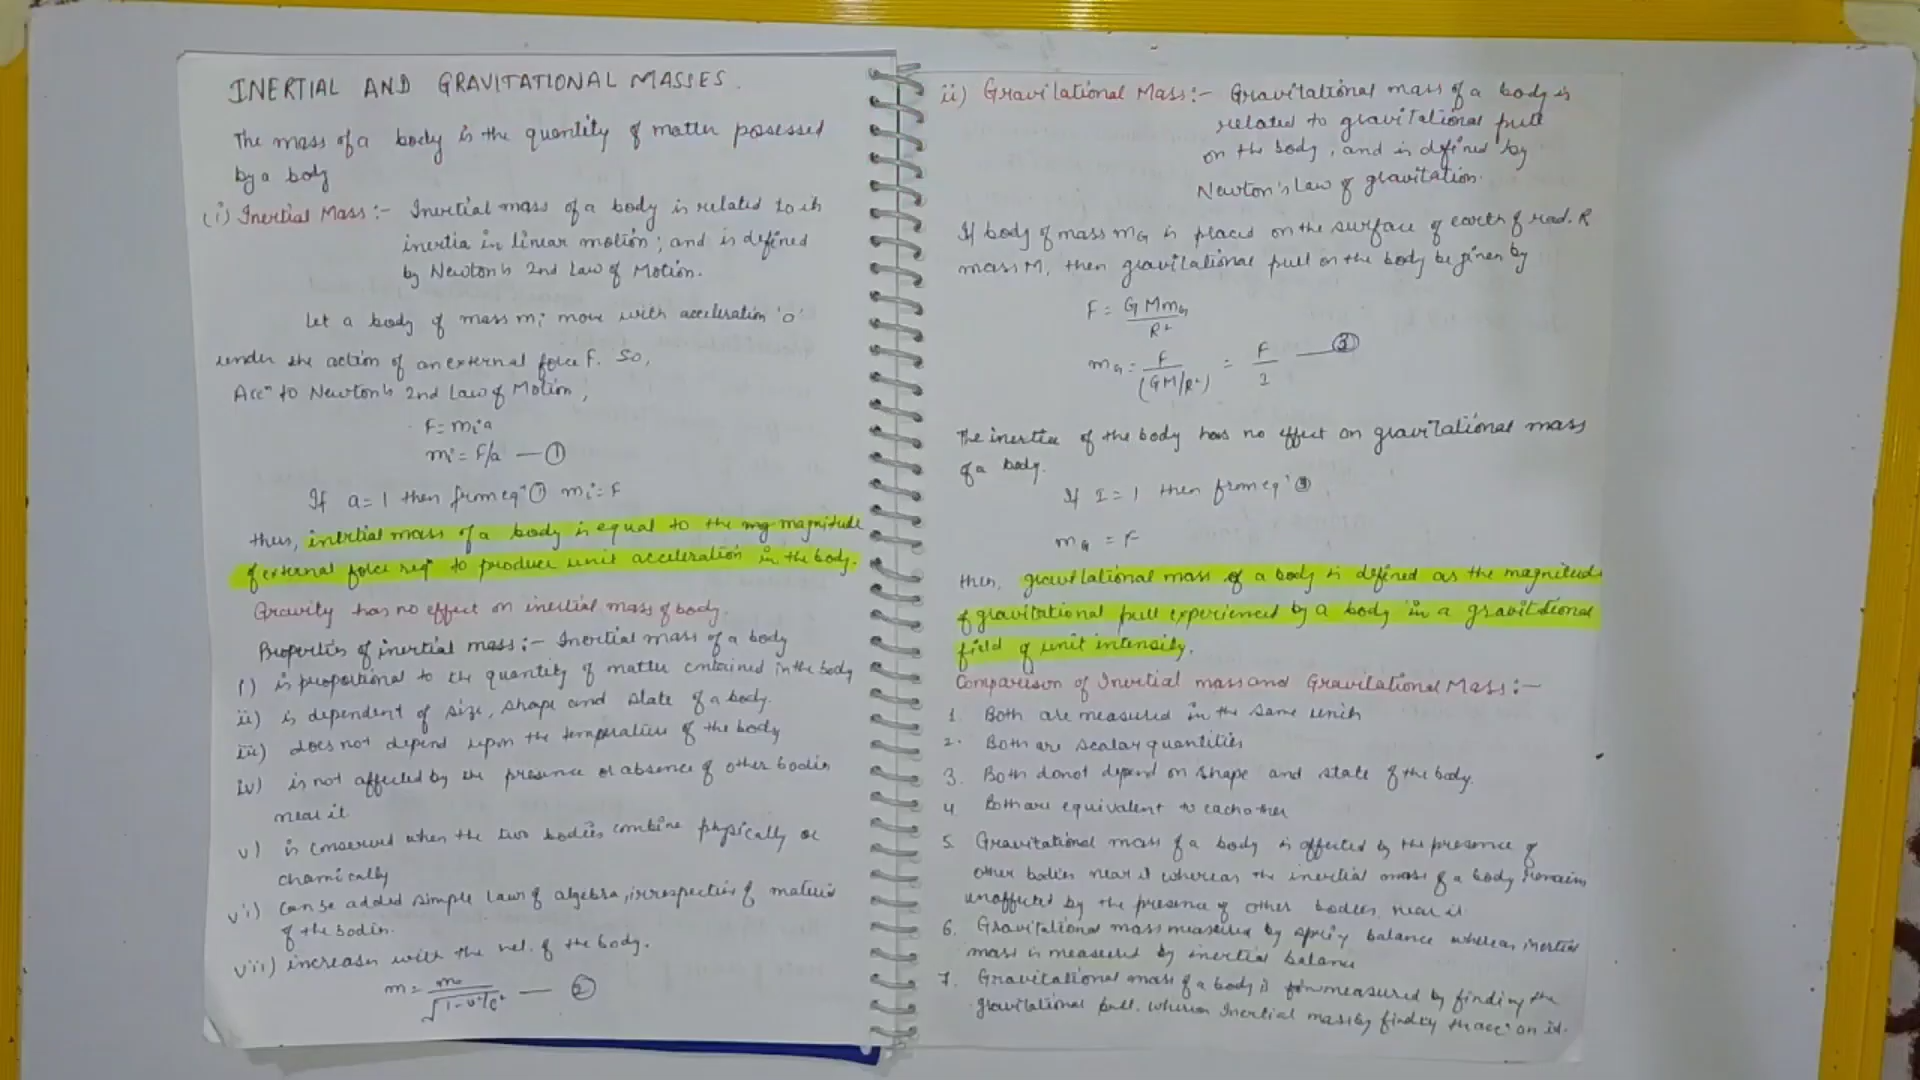 INERTIAL AND GRAVITATIONAL MASSES.
The mass of a body is the quantity of matter possessed
by a body
(i) Inertial Mass:- Inertial mass of a body is related to its
inertia in linear motion; and is defined
by Newton's 2nd Law of Motion.
Let a body of mass mi move with acceleration 'a'
under the action of an external force F. So,
Accn to Newton's 2nd Law of Motion,
F = mia
mi = F/a — ①
If a = 1 then from eqn ① mi = F
thus, inertial mass of a body is equal to the mg magnitude
of external force reqd to produce unit acceleration in the body.
Gravity has no effect on inertial mass of body.
Properties of inertial mass:- Inertial mass of a body
i) is proportional to the quantity of matter contained in the body
ii) is dependent of size, shape and state of a body.
iii) does not depend upon the temperature of the body
iv) is not affected by the presence or absence of other bodies
near it
v) is conserved when the two bodies combine physically or
chamically
vi) can be added simple law of algebra, irrespective of material
of the bodies.
vii) increases with the vel. of the body.
m = mo / √1-v²/c² — ②
ii) Gravitational Mass:- Gravitational mass of a body is
related to gravitational pull
on the body, and is defined by
Newton's Law of gravitation.
If body of mass mG is placed on the surface of earth of rad. R
mass M, then gravitational pull on the body be given by
F = GMmG / R²
mG = F / (GM/R²) = F / I — ③
The inertia of the body has no effect on gravitational mass
of a body.
If I = 1 then from eqn ③
mG = F
then, gravitational mass of a body is defined as the magnitude
of gravitational pull experienced by a body in a gravitational
field of unit intensity.
Comparison of Inertial mass and Gravitational Mass:-
1. Both are measured in the same units
2. Both are scalar quantities
3. Both donot depend on shape and state of the body.
4 Both are equivalent to each other
5 Gravitational mass of a body is affected by the presence of
other bodies near it whereas the inertial mass of a body remains
unaffected by the presence of other bodies near it
6. Gravitational mass measured by spring balance whereas inertial
mass is measured by inertial balance
7. Gravitational mass of a body is measured by finding the
gravitational pull. whereas Inertial mass by finding the accn on it.